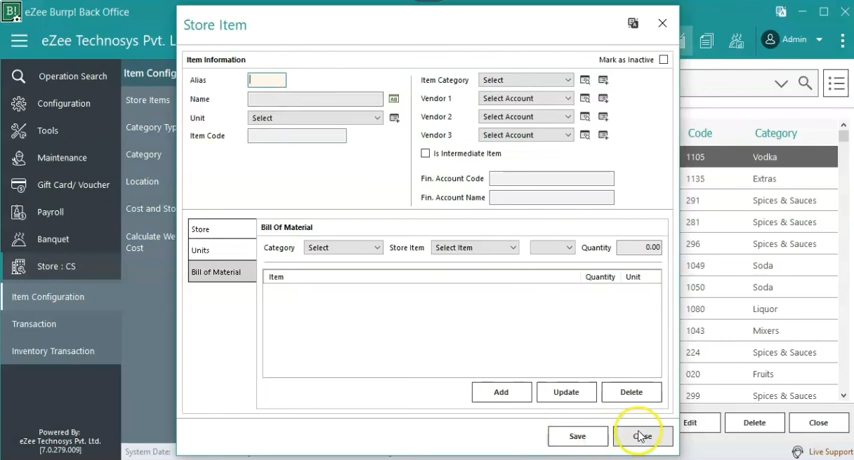 eZee Burrp! Back Office
eZee Technosys Pvt. L
Admin
Operation Search
Configuration
Tools
Maintenance
Gift Card/ Voucher
Payroll
Banquet
Store : CS
Item Configuration
Transaction
Inventory Transaction
Powered By:
eZee Technosys Pvt. Ltd.
[7.0.279.009]
Item Config
Store Items
Category Typ
Category
Location
Cost and Sto
Calculate We
Cost
System Date:
Store Item
Item Information
Mark as Inactive
Alias
Name
Unit Select
Item Code
Item Category Select
Vendor 1 Select Account
Vendor 2 Select Account
Vendor 3 Select Account
Is Intermediate Item
Fin. Account Code
Fin. Account Name
Store
Units
Bill of Material
Bill Of Material
Category Select Store Item Select Item Quantity 0.00
Item Quantity Unit
Add Update Delete
Save Close
Code Category
1105 Vodka
1135 Extras
291 Spices & Sauces
281 Spices & Sauces
296 Spices & Sauces
1049 Soda
1050 Soda
1080 Liquor
1043 Mixers
224 Spices & Sauces
020 Fruits
299 Spices & Sauces
Edit Delete Close
Live Support